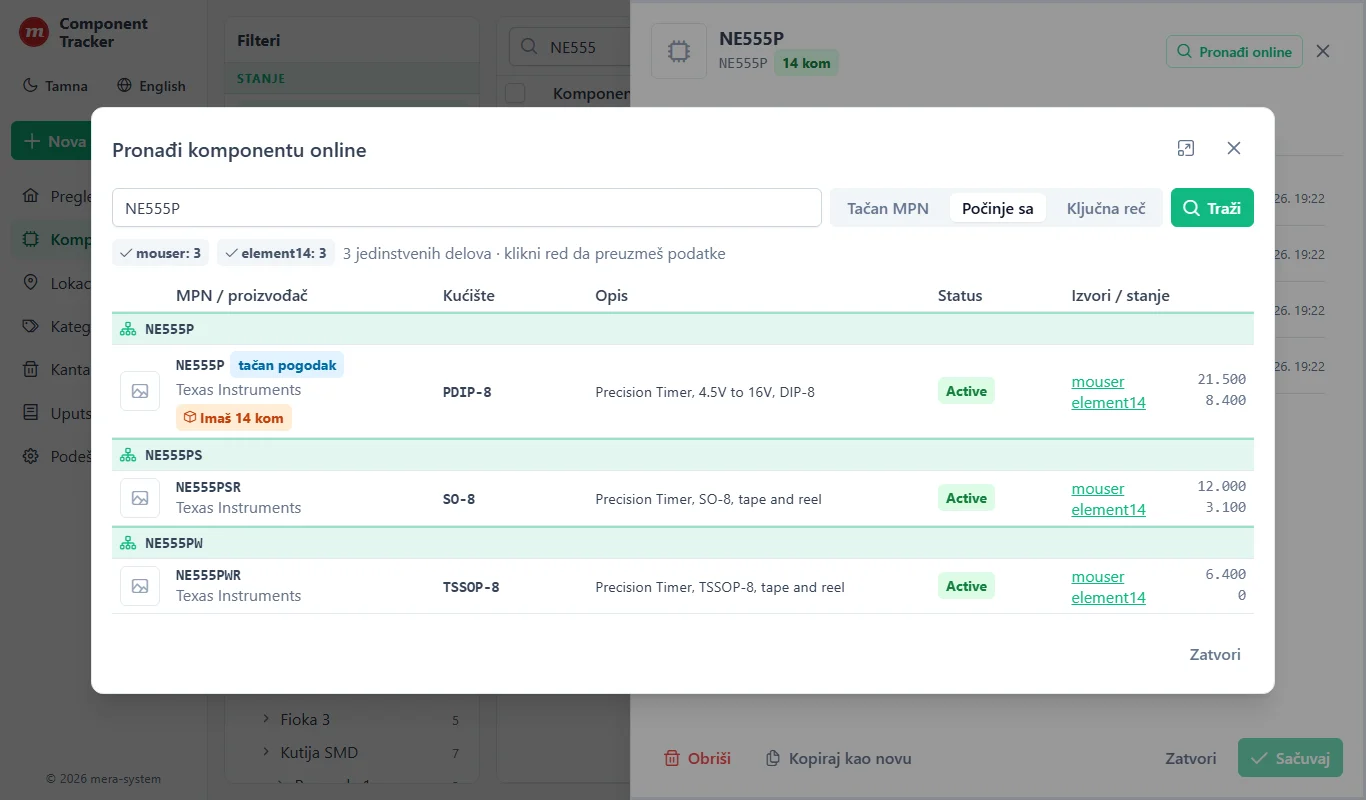 m
Component
Tracker
Tamna
English
Nova
Kanta
© 2026 mera-system
Filteri
STANJE
Fioka 3
5
Kutija SMD
7
NE555
NE555P
NE555P
14 kom
Pronađi online
26. 19:22
26. 19:22
26. 19:22
26. 19:22
Pronađi komponentu online
NE555P
Tačan MPN
Počinje sa
Ključna reč
Traži
mouser: 3
element14: 3
3 jedinstvenih delova · klikni red da preuzmeš podatke
MPN / proizvođač
Kućište
Opis
Status
Izvori / stanje
NE555P
NE555P
tačan pogodak
Texas Instruments
Imaš 14 kom
PDIP-8
Precision Timer, 4.5V to 16V, DIP-8
Active
mouser 21.500
element14 8.400
NE555PS
NE555PSR
Texas Instruments
SO-8
Precision Timer, SO-8, tape and reel
Active
mouser 12.000
element14 3.100
NE555PW
NE555PWR
Texas Instruments
TSSOP-8
Precision Timer, TSSOP-8, tape and reel
Active
mouser 6.400
element14 0
Zatvori
Obriši
Kopiraj kao novu
Zatvori
Sačuvaj